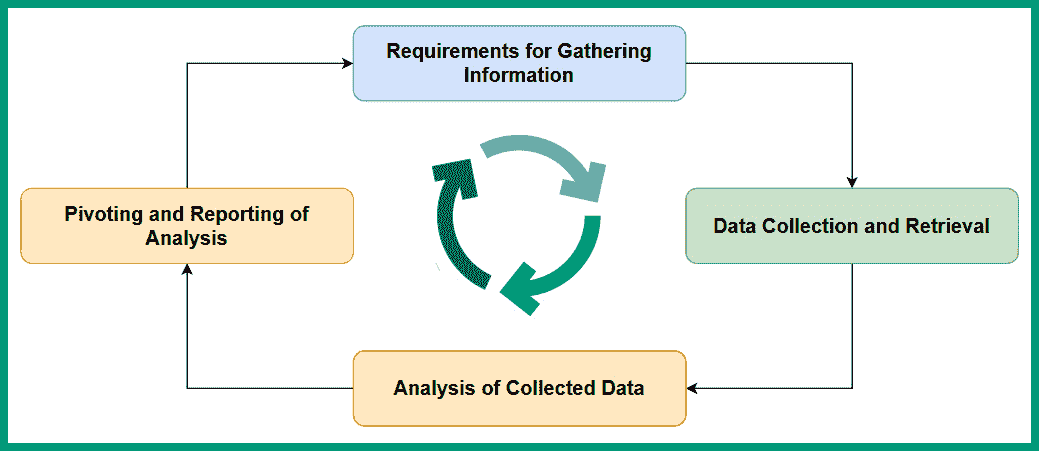 Requirements for Gathering
Information
Pivoting and Reporting of
Analysis
Data Collection and Retrieval
Analysis of Collected Data